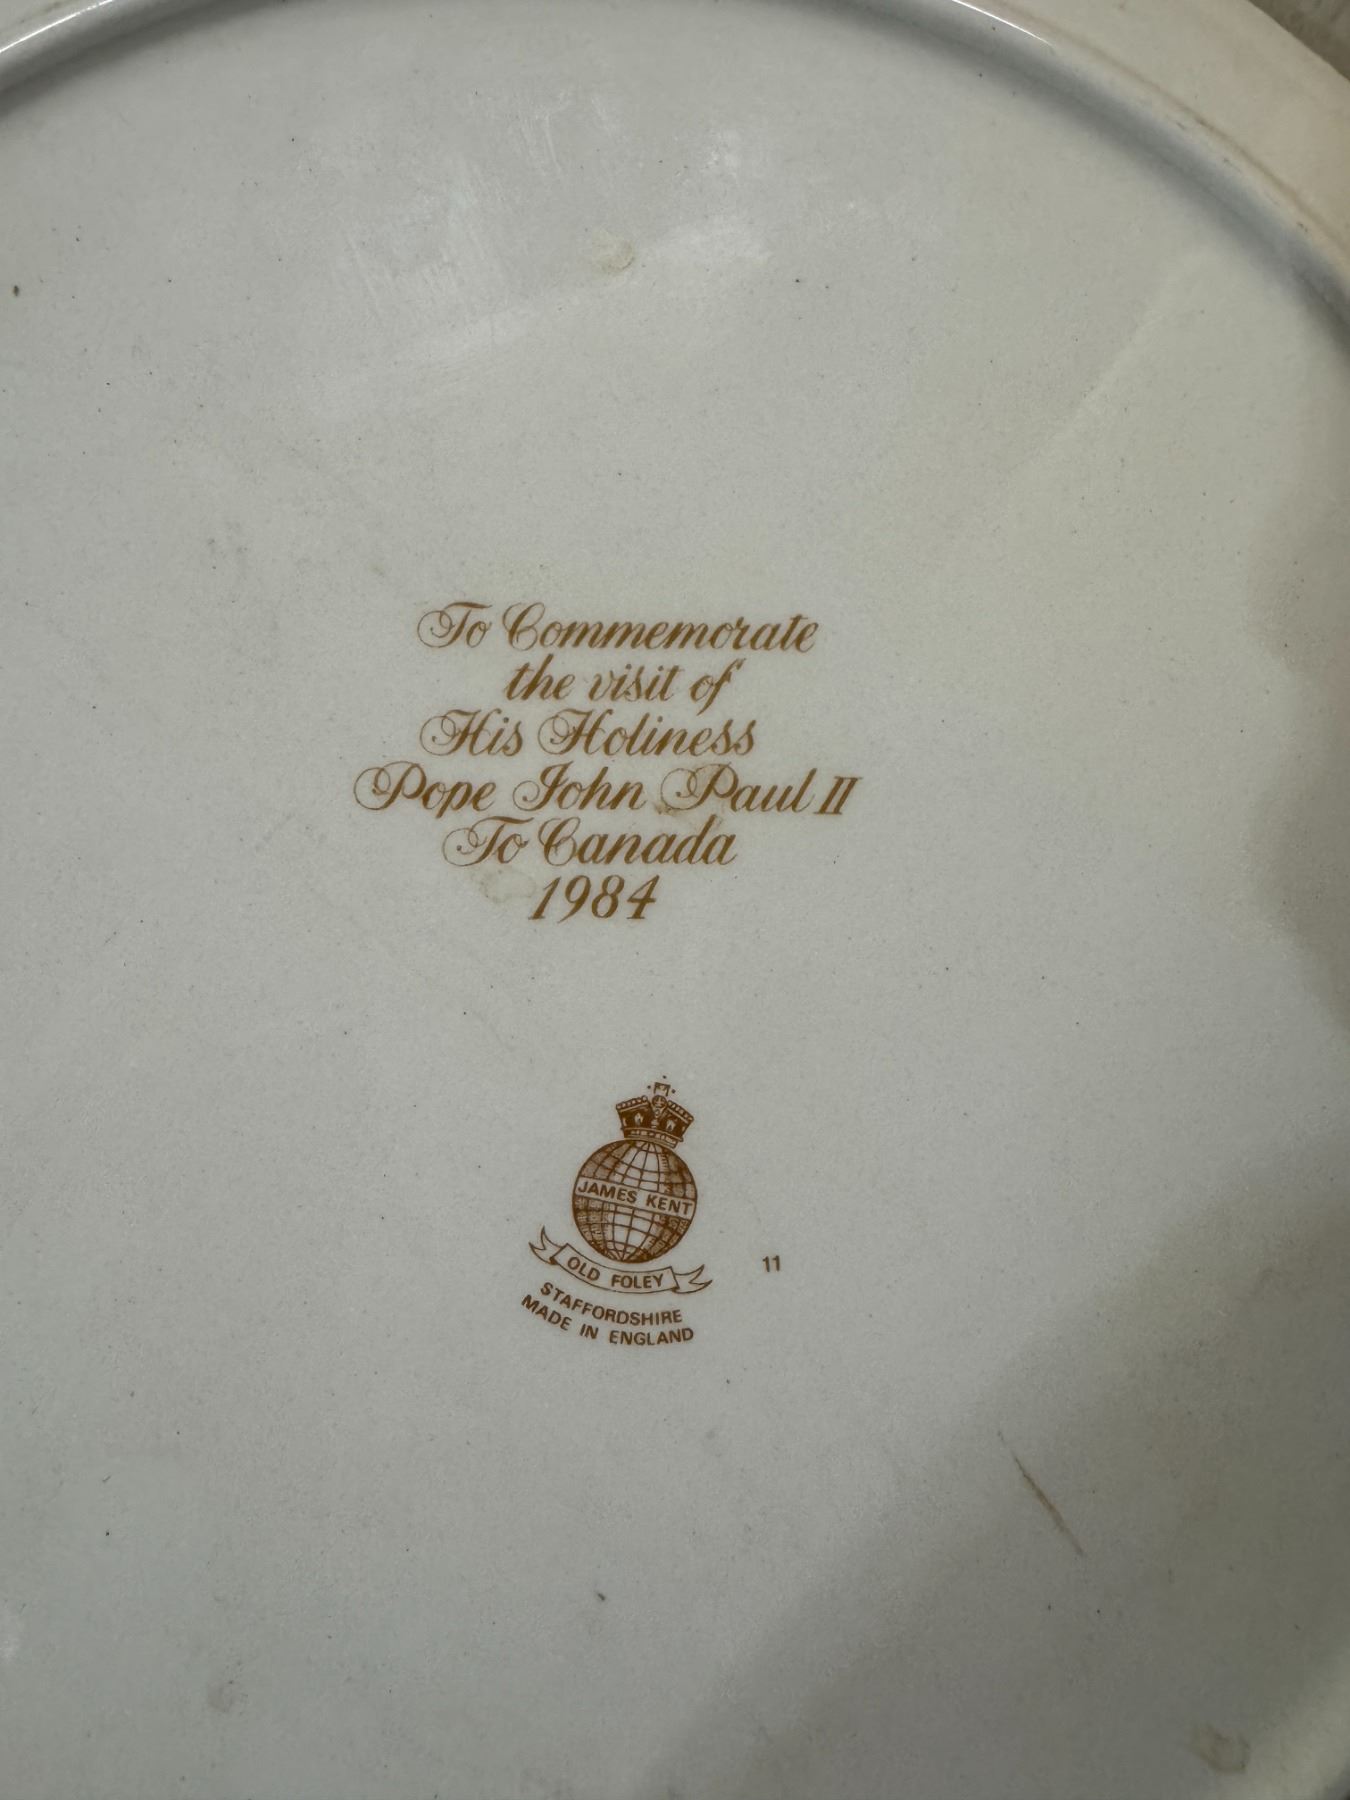 To Commemorate
the visit of
His Holiness
Pope John Paul II
To Canada
1984
JAMES KENT
OLD FOLEY
11
STAFFORDSHIRE
MADE IN ENGLAND